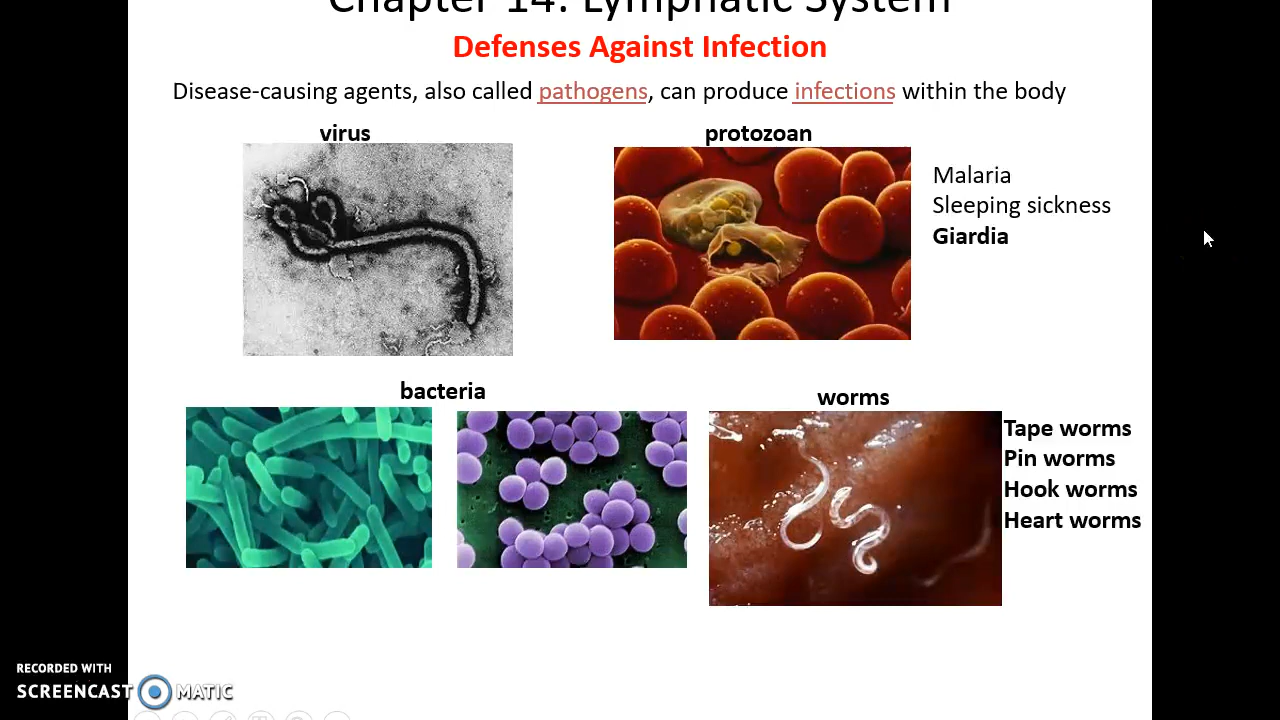 Chapter 14: Lymphatic System
Defenses Against Infection
Disease-causing agents, also called pathogens, can produce infections within the body
virus
protozoan
Malaria
Sleeping sickness
Giardia
bacteria
worms
Tape worms
Pin worms
Hook worms
Heart worms
RECORDED WITH
SCREENCAST MATIC